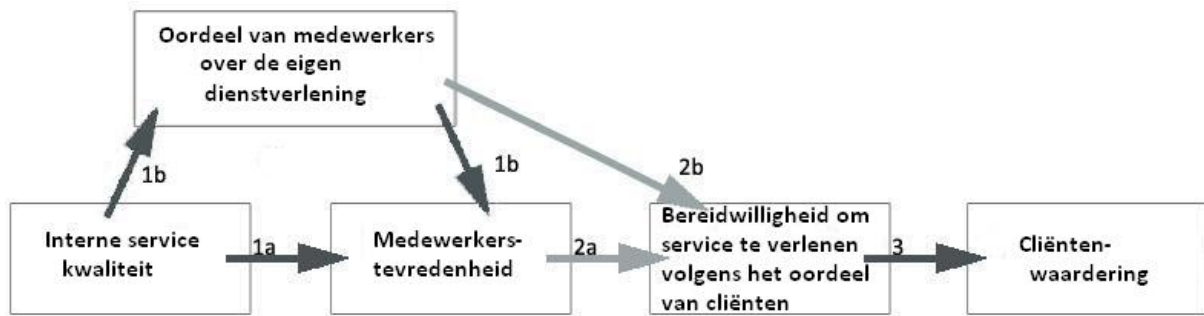 Oordeel van medewerkers
over de eigen
dienstverlening
1b
1b
2b
Interne service
kwaliteit
1a
Medewerkers-
tevredenheid
2a
Bereidwilligheid om
service te verlenen
volgens het oordeel
van cliënten
3
Cliënten-
waardering